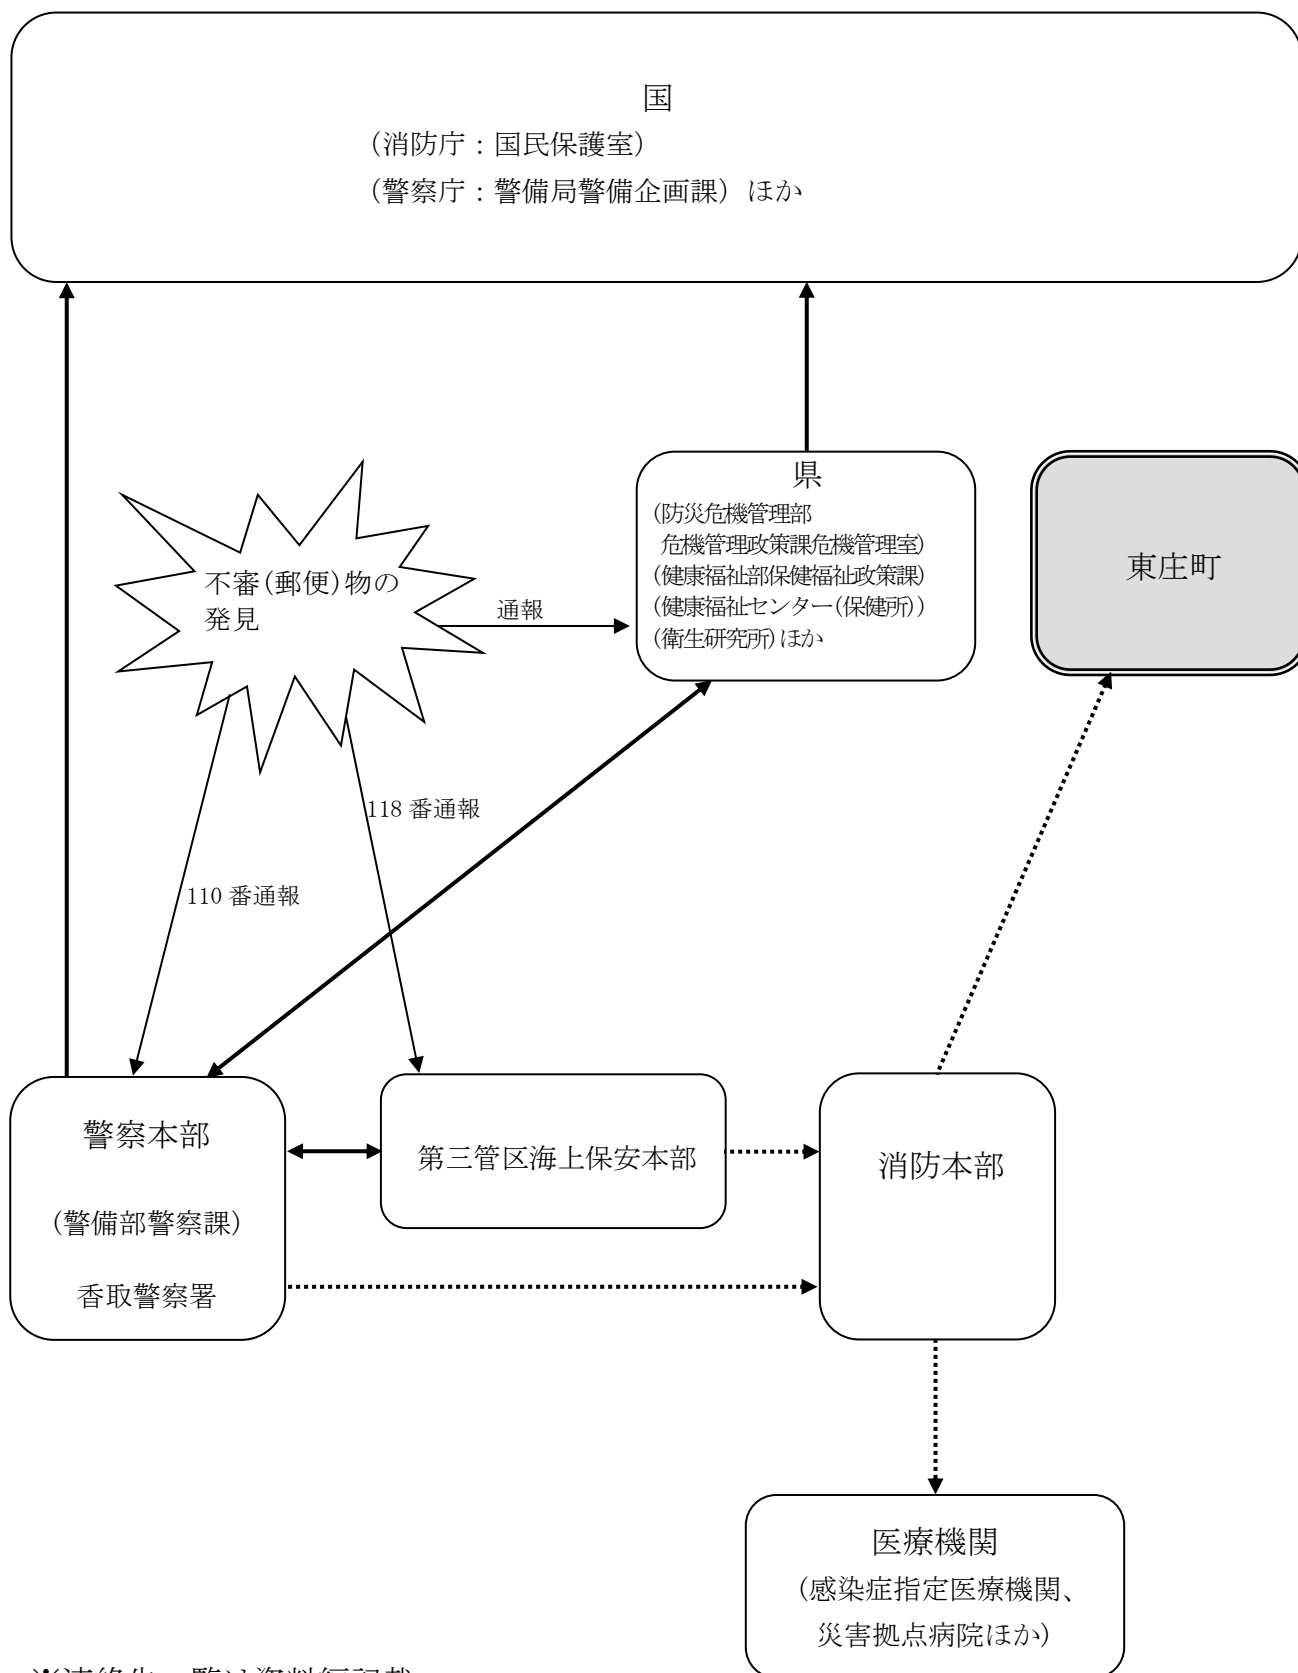 国
（消防庁：国民保護室）
（警察庁：警備局警備企画課）ほか
県
（防災危機管理部
危機管理政策課危機管理室）
（健康福祉部保健福祉政策課）
（健康福祉センター（保健所））
（衛生研究所）ほか
東庄町
不審（郵便）物の
発見
通報
118 番通報
110 番通報
警察本部
（警備部警察課）
香取警察署
第三管区海上保安本部
消防本部
医療機関
（感染症指定医療機関、
災害拠点病院ほか）